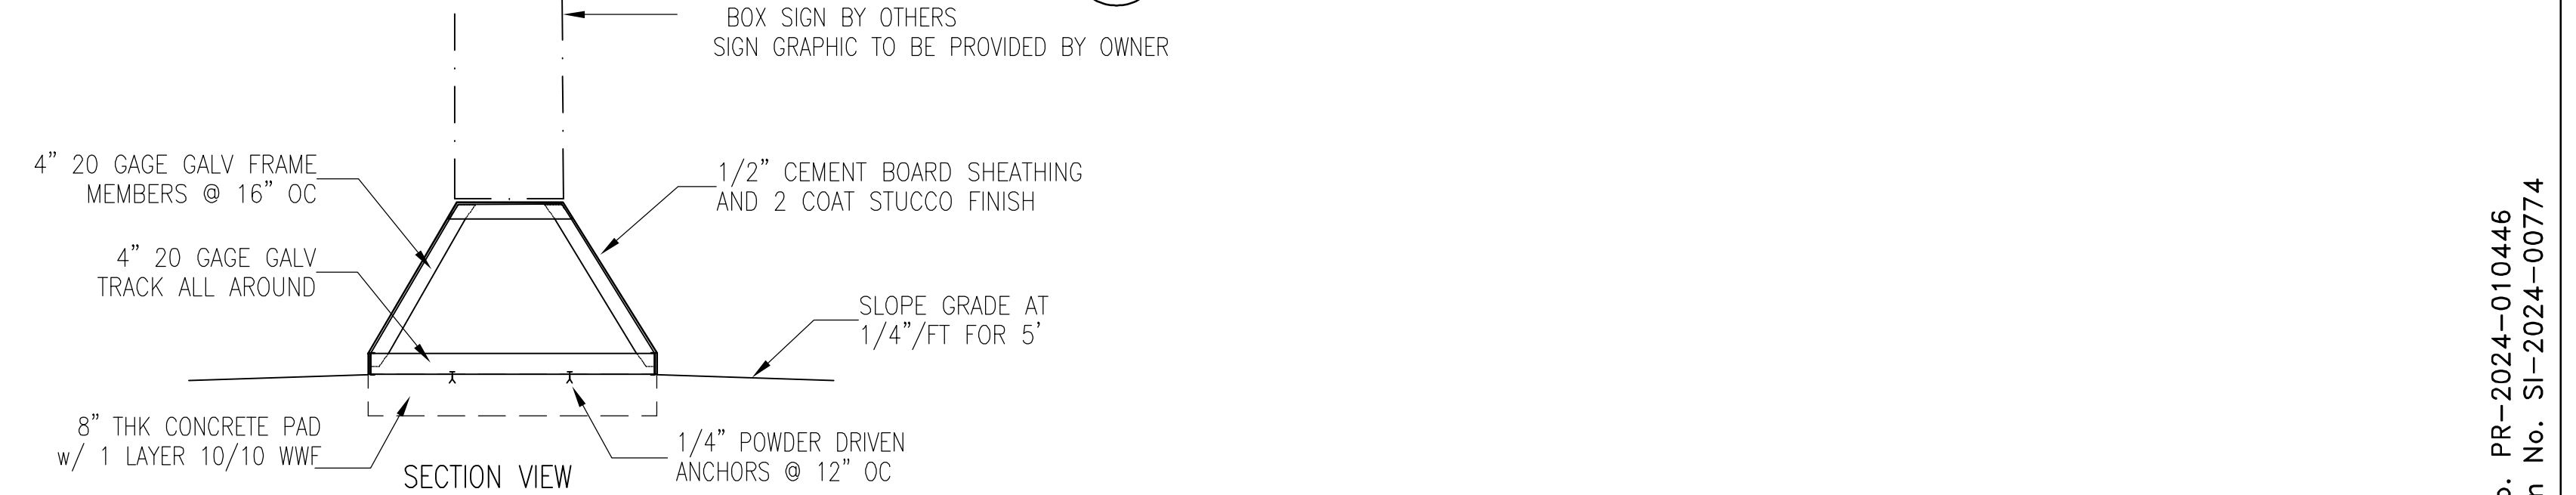 BOX SIGN BY OTHERS
SIGN GRAPHIC TO BE PROVIDED BY OWNER
4” 20 GAGE GALV FRAME
MEMBERS @ 16” OC
1/2” CEMENT BOARD SHEATHING
AND 2 COAT STUCCO FINISH
4” 20 GAGE GALV
TRACK ALL AROUND
SLOPE GRADE AT
1/4”/FT FOR 5’
8” THK CONCRETE PAD
w/ 1 LAYER 10/10 WWF
1/4” POWDER DRIVEN
ANCHORS @ 12” OC
SECTION VIEW
PR-2024-010446
No. SI-2024-00774